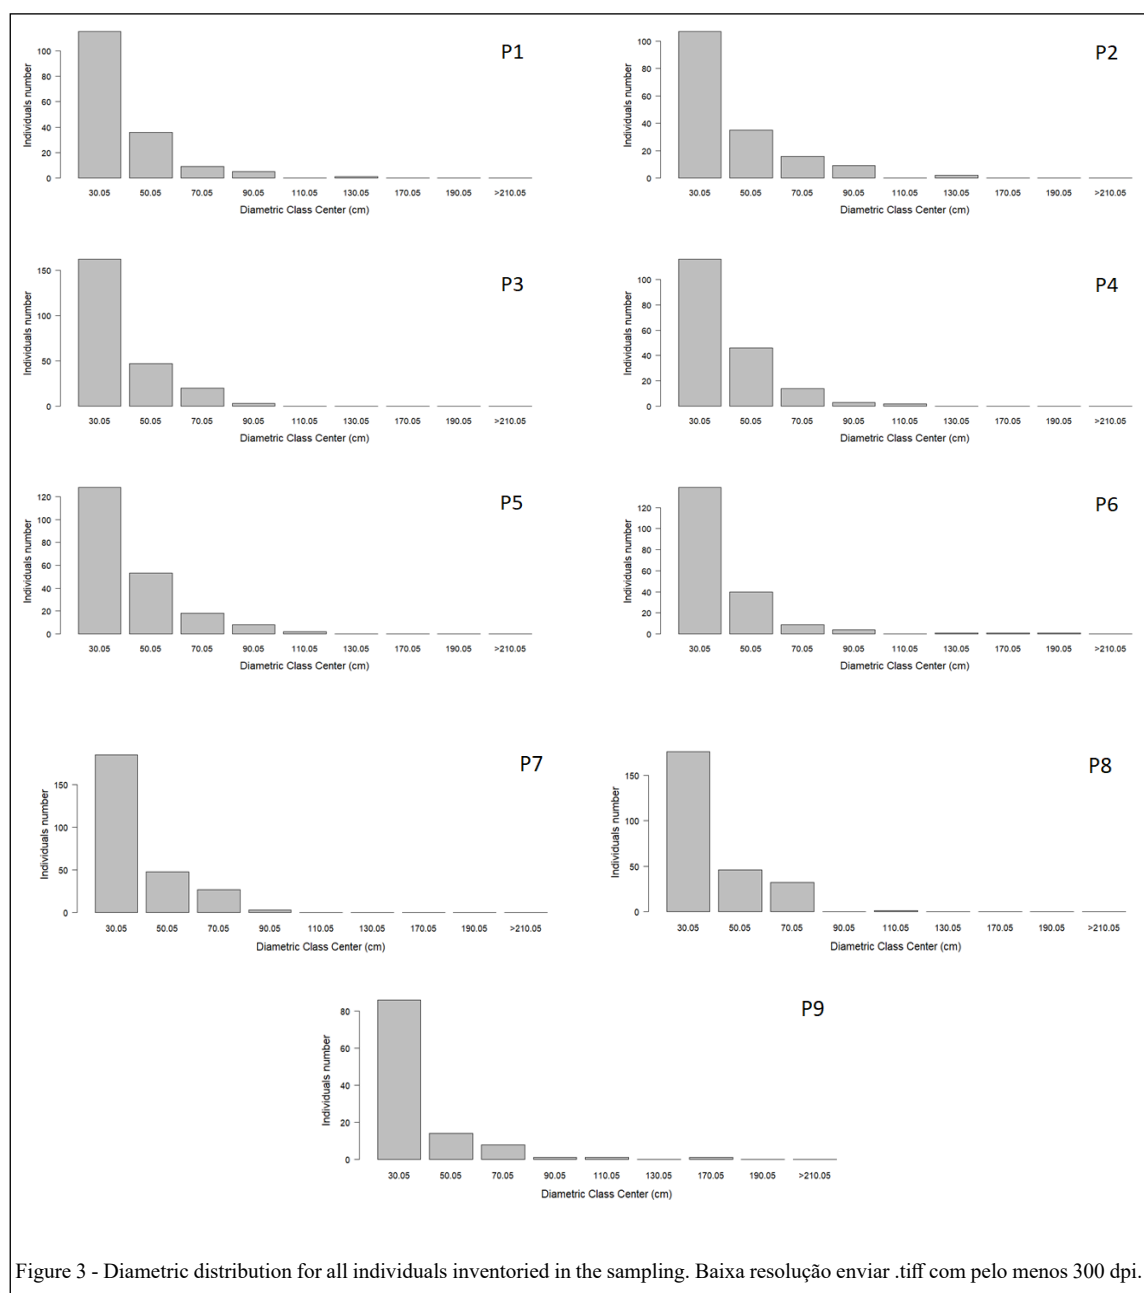 P1
Individuals number
100
80
60
40
20
0
30.05 50.05 70.05 90.05 110.05 130.05 170.05 190.05 >210.05
Diametric Class Center (cm)
P2
Individuals number
100
80
60
40
20
0
30.05 50.05 70.05 90.05 110.05 130.05 170.05 190.05 >210.05
Diametric Class Center (cm)
P3
Individuals number
150
100
50
0
30.05 50.05 70.05 90.05 110.05 130.05 170.05 190.05 >210.05
Diametric Class Center (cm)
P4
Individuals number
100
80
60
40
20
0
30.05 50.05 70.05 90.05 110.05 130.05 170.05 190.05 >210.05
Diametric Class Center (cm)
P5
Individuals number
120
100
80
60
40
20
0
30.05 50.05 70.05 90.05 110.05 130.05 170.05 190.05 >210.05
Diametric Class Center (cm)
P6
Individuals number
120
100
80
60
40
20
0
30.05 50.05 70.05 90.05 110.05 130.05 170.05 190.05 >210.05
Diametric Class Center (cm)
P7
Individuals number
150
100
50
0
30.05 50.05 70.05 90.05 110.05 130.05 170.05 190.05 >210.05
Diametric Class Center (cm)
P8
Individuals number
150
100
50
0
30.05 50.05 70.05 90.05 110.05 130.05 170.05 190.05 >210.05
Diametric Class Center (cm)
P9
Individuals number
80
60
40
20
0
30.05 50.05 70.05 90.05 110.05 130.05 170.05 190.05 >210.05
Diametric Class Center (cm)
Figure 3 - Diametric distribution for all individuals inventoried in the sampling. Baixa resolução enviar .tiff com pelo menos 300 dpi.